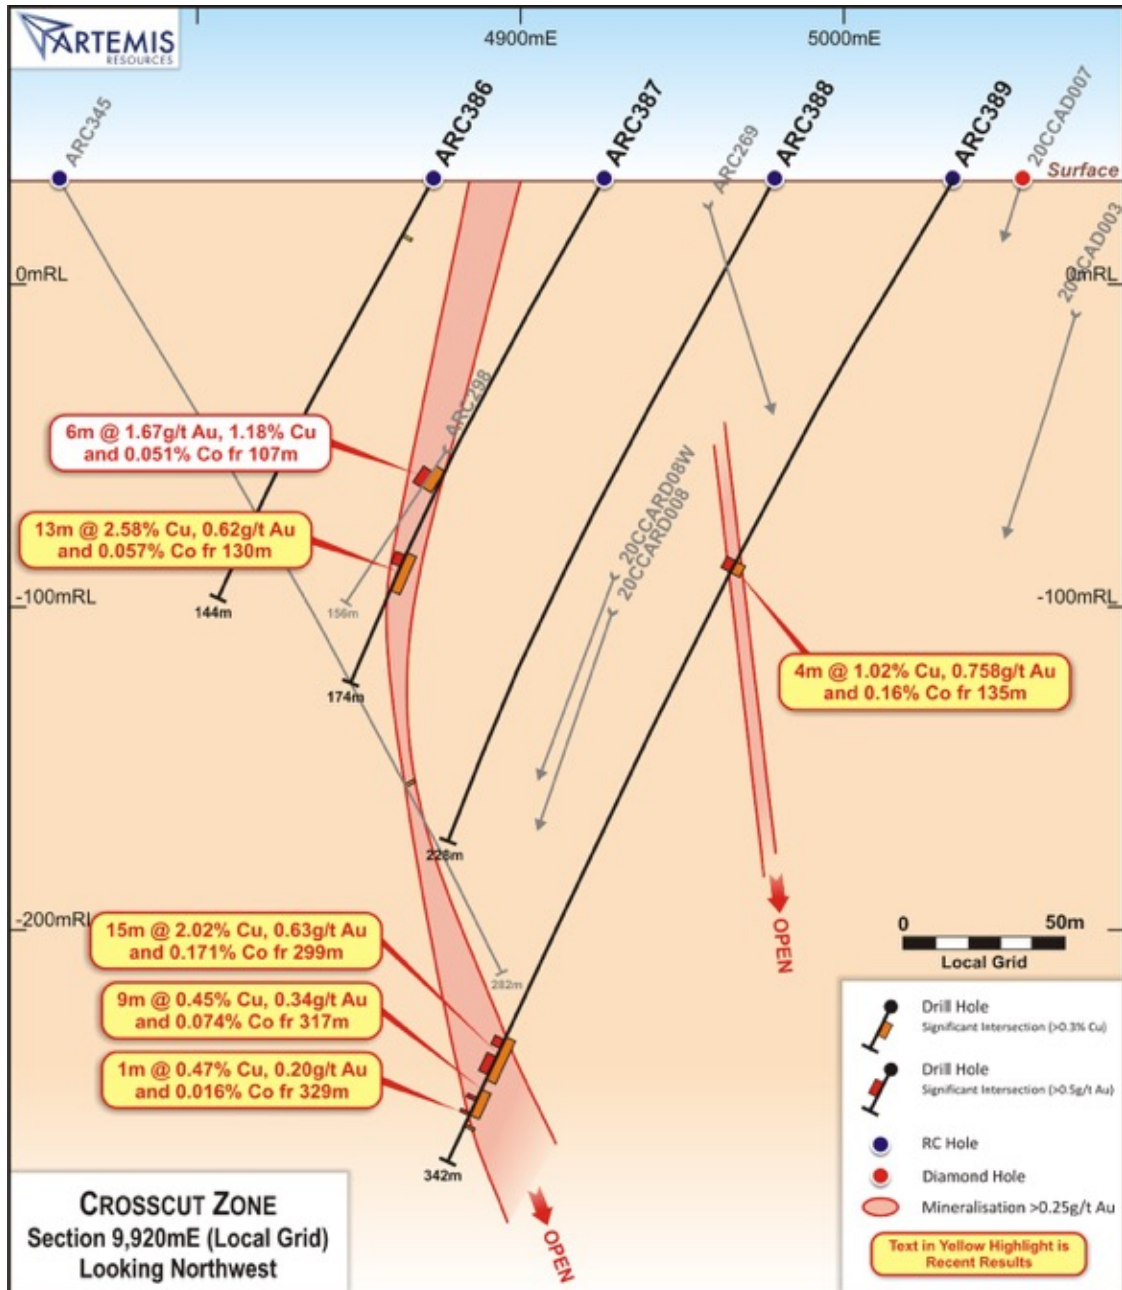 ARTEMIS
RESOURCES
4900mE
5000mE
ARC345
ARC386
ARC387
ARC269
ARC388
ARC389
20CCAD007
Surface
20CCAD003
0mRL
0mRL
ARC298
6m @ 1.67g/t Au, 1.18% Cu
and 0.051% Co fr 107m
13m @ 2.58% Cu, 0.62g/t Au
and 0.057% Co fr 130m
20CCARD08W
20CCARD008
-100mRL
-100mRL
144m
156m
174m
4m @ 1.02% Cu, 0.758g/t Au
and 0.16% Co fr 135m
228m
-200mRL
OPEN
0
50m
Local Grid
15m @ 2.02% Cu, 0.63g/t Au
and 0.171% Co fr 299m
282m
9m @ 0.45% Cu, 0.34g/t Au
and 0.074% Co fr 317m
1m @ 0.47% Cu, 0.20g/t Au
and 0.016% Co fr 329m
342m
OPEN
Drill Hole
Significant Intersection (>0.3% Cu)
Drill Hole
Significant Intersection (>0.5g/t Au)
RC Hole
Diamond Hole
Mineralisation >0.25g/t Au
Text in Yellow Highlight is
Recent Results
CROSSCUT ZONE
Section 9,920mE (Local Grid)
Looking Northwest